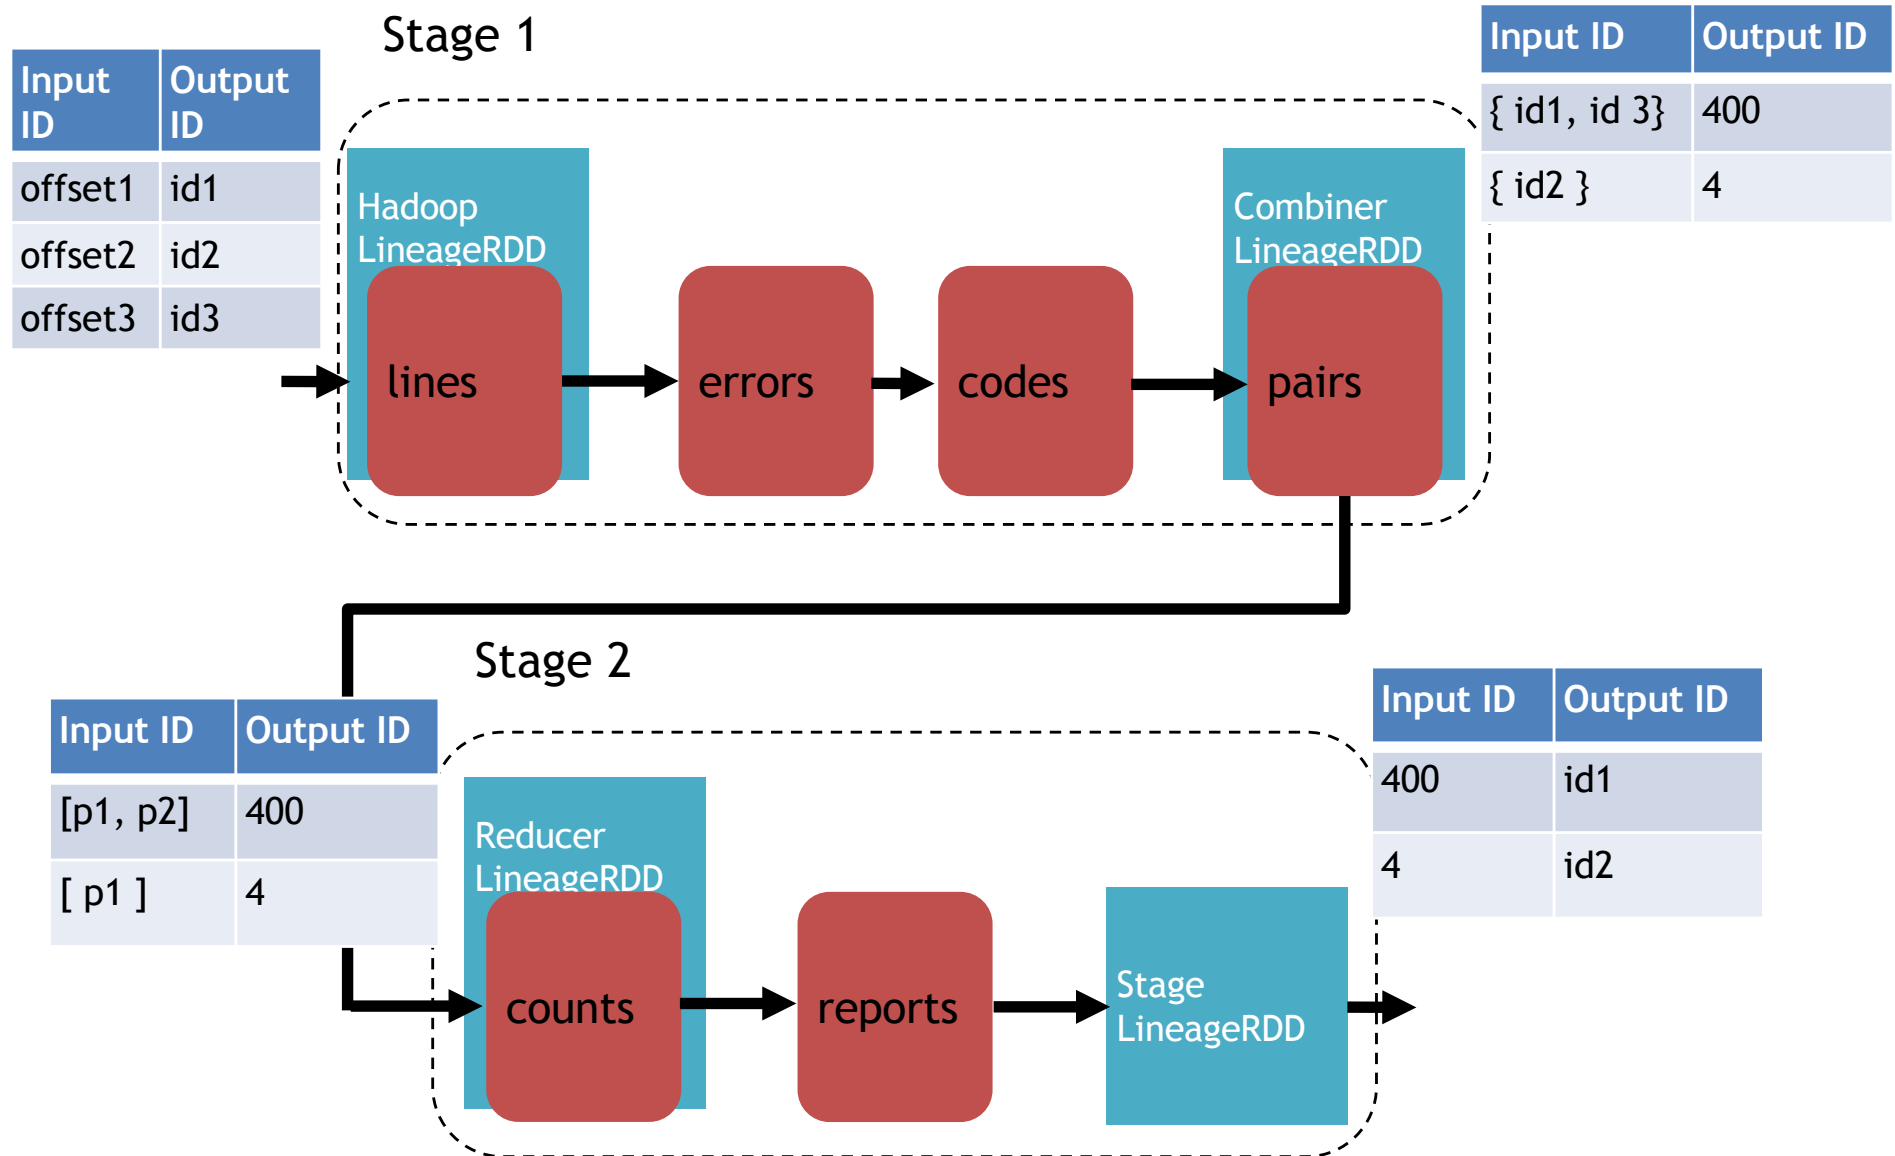 Stage 1
Input ID Output ID
offset1 id1
offset2 id2
offset3 id3
Input ID Output ID
{ id1, id 3} 400
{ id2 } 4
Hadoop
LineageRDD
Combiner
LineageRDD
lines
errors
codes
pairs
Stage 2
Input ID Output ID
[p1, p2] 400
[ p1 ] 4
Input ID Output ID
400 id1
4 id2
Reducer
LineageRDD
counts
reports
Stage
LineageRDD